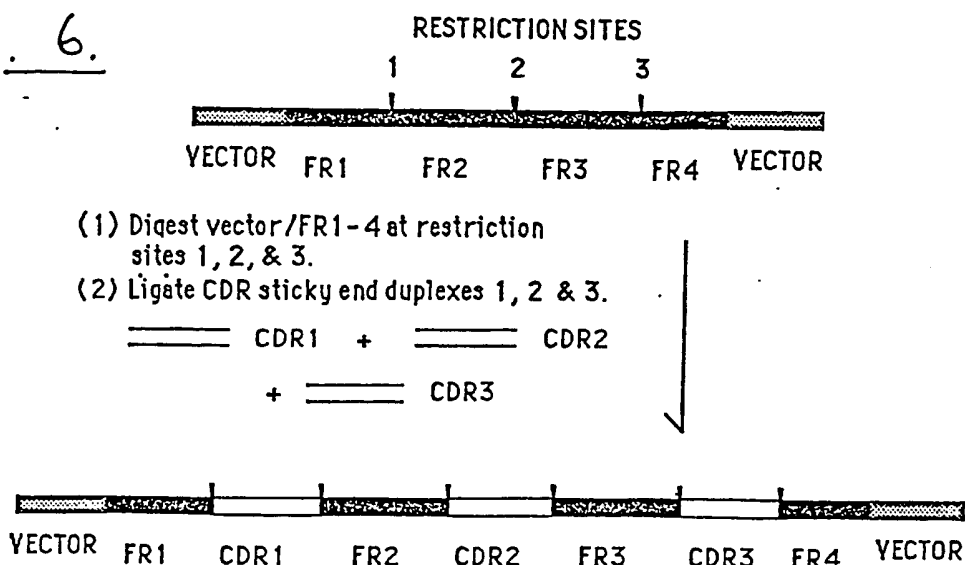 . 6.
RESTRICTION SITES
1 2 3
VECTOR FR1 FR2 FR3 FR4 VECTOR
(1) Digest vector/FR1-4 at restriction
sites 1, 2, & 3.
(2) Ligate CDR sticky end duplexes 1, 2 & 3.
CDR1 + CDR2
+ CDR3
VECTOR FR1 CDR1 FR2 CDR2 FR3 CDR3 FR4 VECTOR